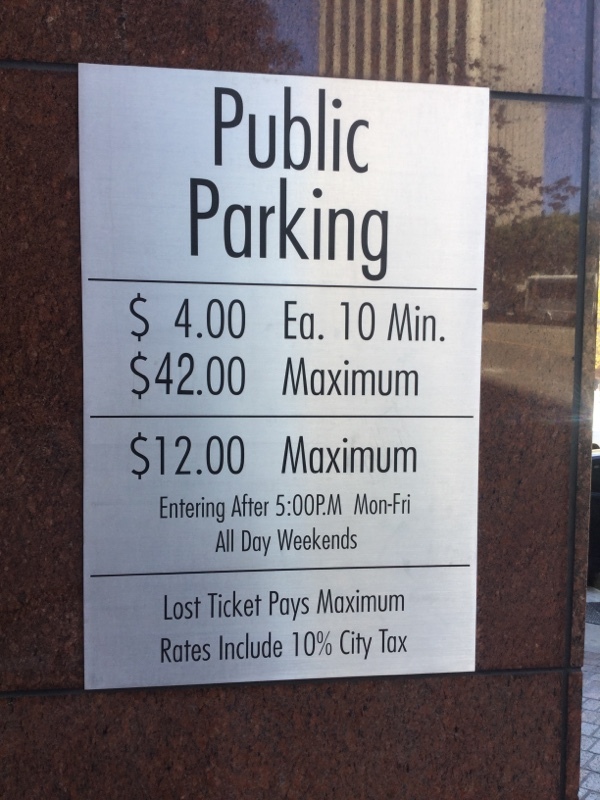 Public
Parking
$ 4.00 Ea. 10 Min.
$42.00 Maximum
$12.00 Maximum
Entering After 5:00P.M Mon-Fri
All Day Weekends
Lost Ticket Pays Maximum
Rates Include 10% City Tax